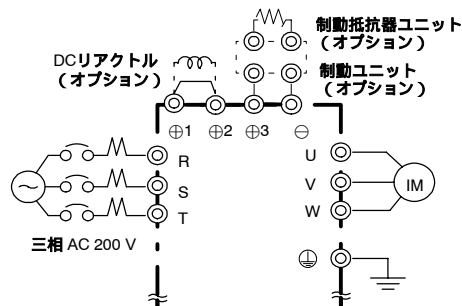 制動抵抗器ユニット
（オプション）
DCリアクトル
（オプション）
制動ユニット
（オプション）
⊕1 ⊕2 ⊕3 ⊖
R
S
T
U
V
W
IM
三相 AC 200 V